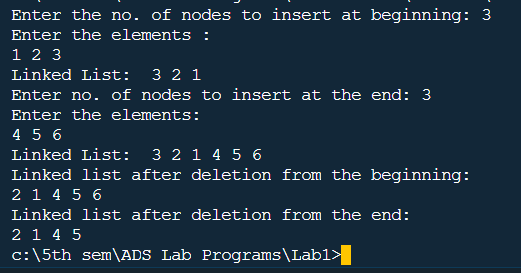 Enter the no. of nodes to insert at beginning: 3
Enter the elements :
1 2 3
Linked List:  3 2 1
Enter no. of nodes to insert at the end: 3
Enter the elements:
4 5 6
Linked List:  3 2 1 4 5 6
Linked list after deletion from the beginning:
2 1 4 5 6
Linked list after deletion from the end:
2 1 4 5
c:\5th sem\ADS Lab Programs\Lab1>